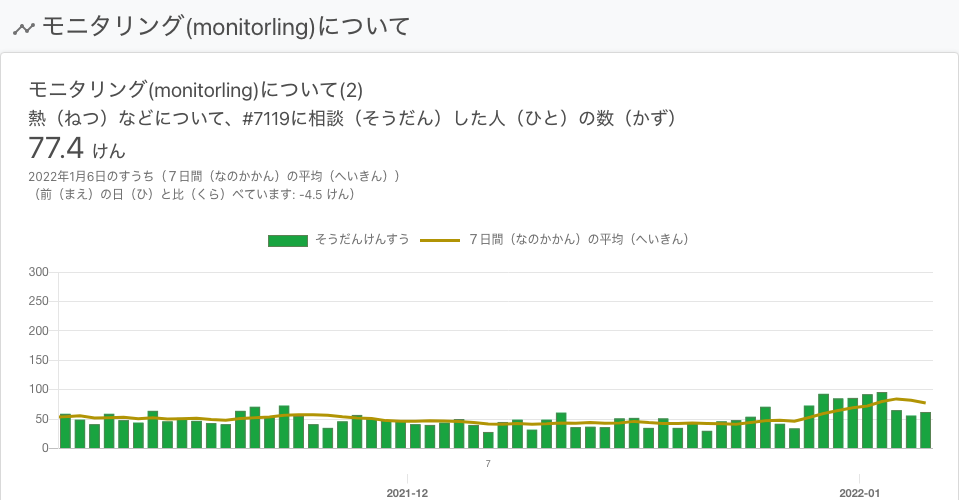 モニタリング(monitorling)について
モニタリング(monitorling)について(2)
熱（ねつ）などについて、#7119に相談（そうだん）した人（ひと）の数（かず）
77.4 けん
2022年1月6日のすうち（７日間（なのかかん）の平均（へいきん））
（前（まえ）の日（ひ）と比（くら）べています: -4.5 けん）
そうだんけんすう ７日間（なのかかん）の平均（へいきん）
300
250
200
150
100
50
0
7
2021-12 2022-01